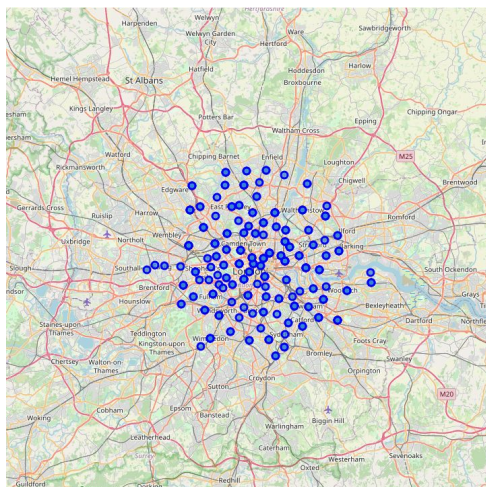 Hertfordshire
Welwyn
Ware
Harpenden
Sawbridgeworth
Welwyn Garden
City
Hertford
Hatfield
Harlow
Hemel Hempstead
St Albans
Hoddesdon
Broxbourne
Kings Langley
Chipping Ongar
Potters Bar
Epping
Waltham Cross
Watford
M25
Chipping Barnet
Enfield
Loughton
Rickmansworth
Brentwood
Edgware
Chigwell
Gerrards Cross
Ruislip
Harrow
Romford
Uxbridge
Wembley
Northolt
Camden Town
Barking
Slough
Southall
South Ockendon
Grays
Brentford
Hounslow
Bexleyheath
Dartford
Staines-upon
Thames
Teddington
Kingston upon
Thames
Wimbledon
Foots Cray
Bromley
Swanley
Chertsey
Walton-on
Thames
Orpington
Croydon
Sutton
M20
Cobham
Epsom
Banstead
Woking
Biggin Hill
Warlingham
Leatherhead
Caterham
Westerham
Sevenoaks
Oxted
Guildford
Redhill